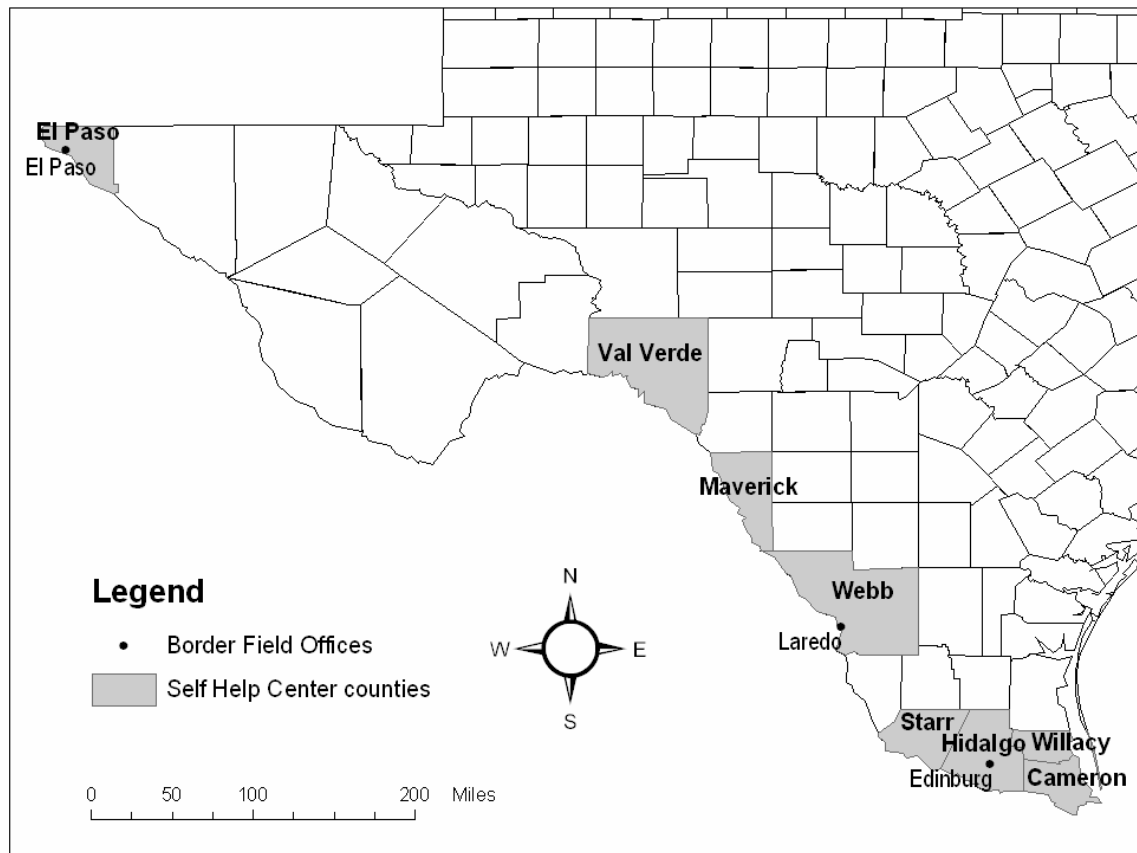 El Paso
El Paso
Val Verde
Maverick
Webb
Laredo
Starr
Hidalgo
Willacy
Edinburg
Cameron
Legend
Border Field Offices
Self Help Center counties
N
W
E
S
0 50 100 200 Miles